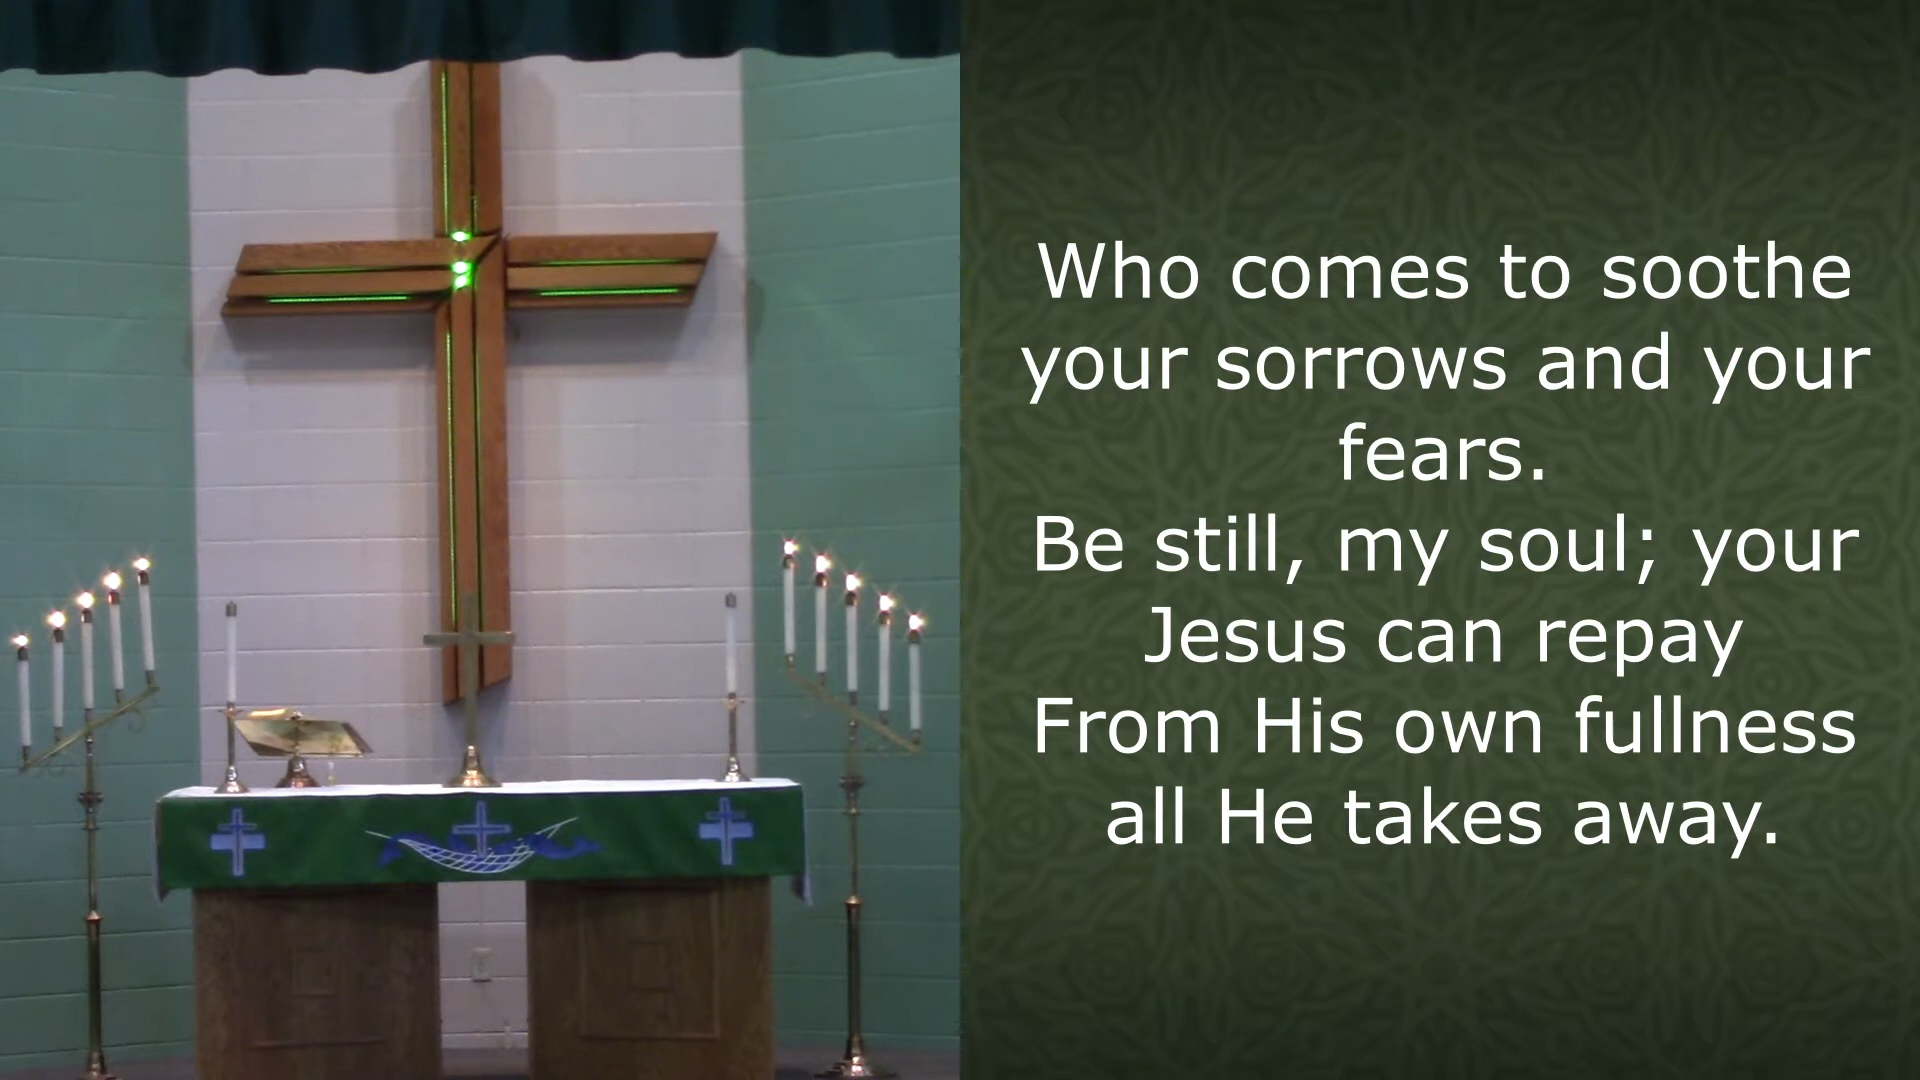 Who comes to soothe
your sorrows and your
fears.
Be still, my soul; your
Jesus can repay
From His own fullness
all He takes away.